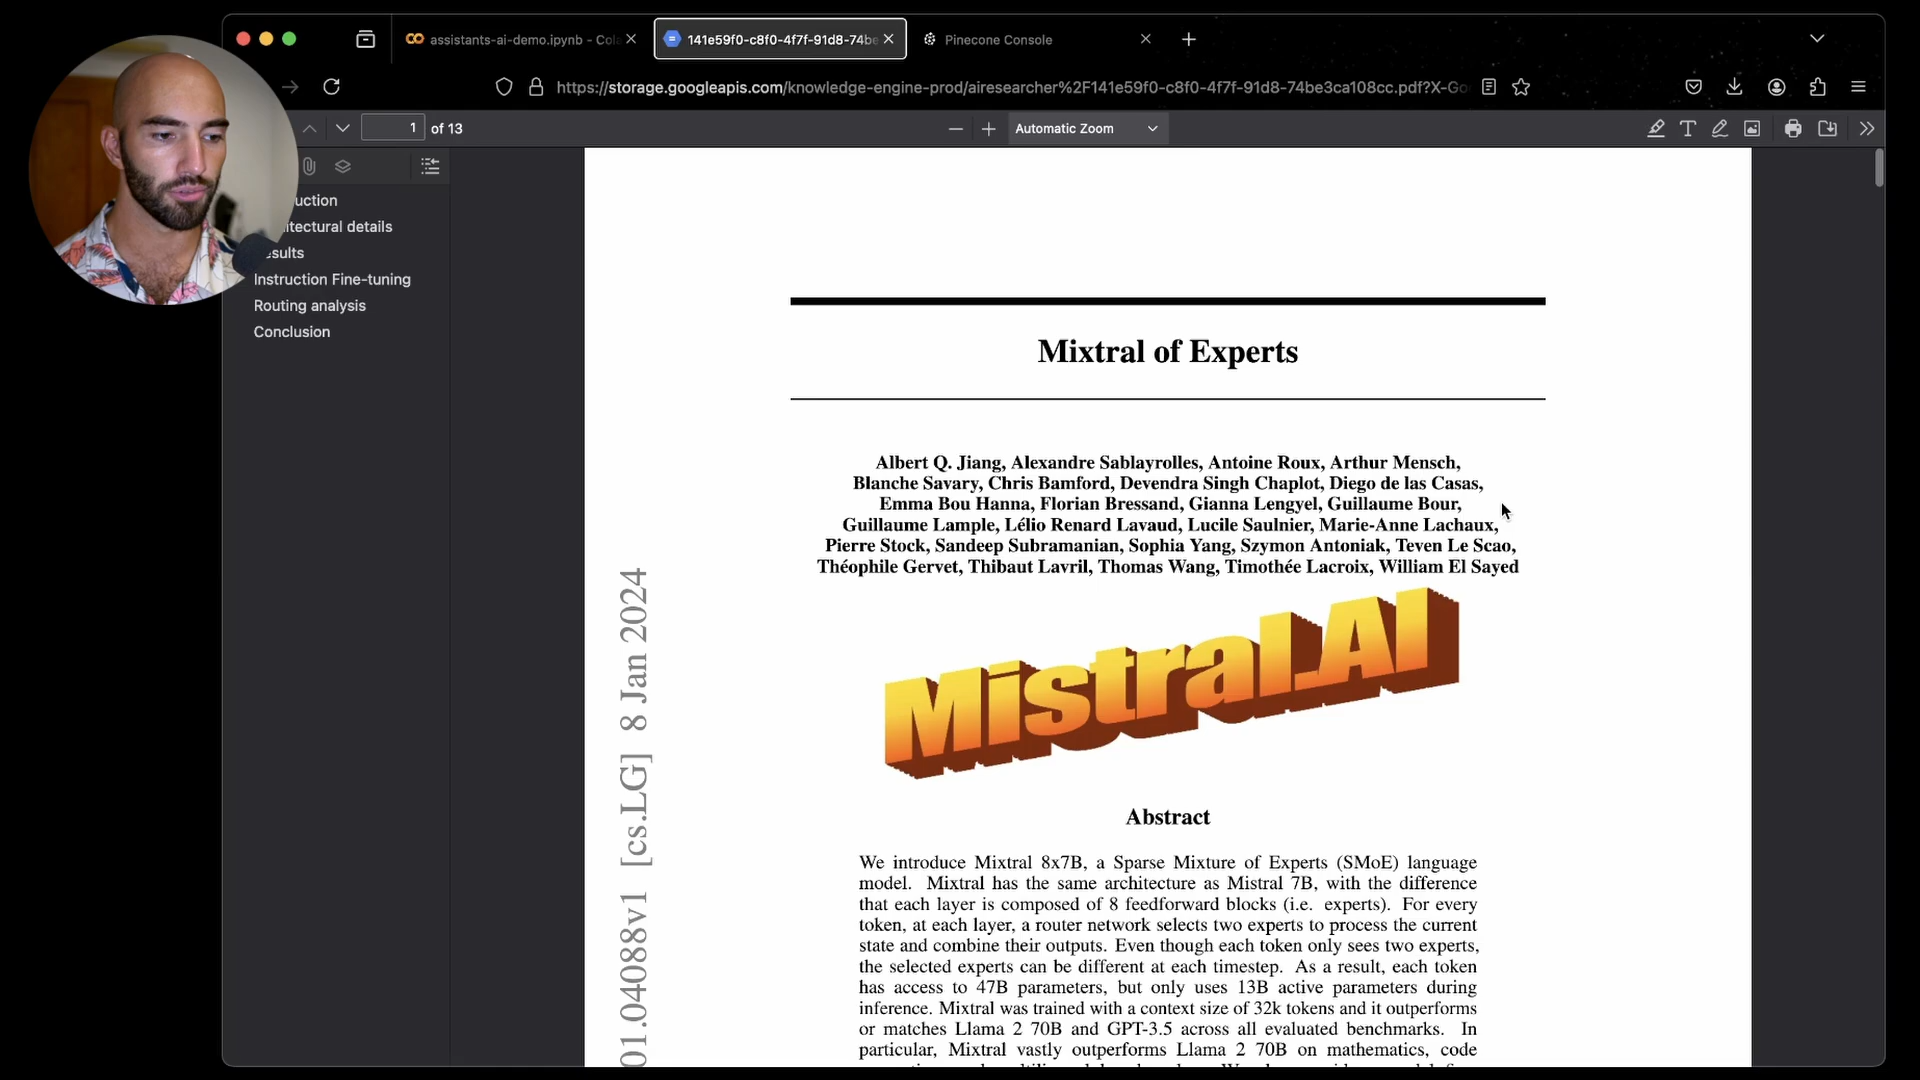 assistants-ai-demo.ipynb - Col
141e59f0-c8f0-4f7f-91d8-74be
Pinecone Console
https://storage.googleapis.com/knowledge-engine-prod/airesearcher%2F141e59f0-c8f0-4f7f-91d8-74be3ca108cc.pdf?X-Go
1 of 13
Automatic Zoom
uction
itectural details
esults
Instruction Fine-tuning
Routing analysis
Conclusion
Mixtral of Experts
Albert Q. Jiang, Alexandre Sablayrolles, Antoine Roux, Arthur Mensch,
Blanche Savary, Chris Bamford, Devendra Singh Chaplot, Diego de las Casas,
Emma Bou Hanna, Florian Bressand, Gianna Lengyel, Guillaume Bour,
Guillaume Lample, Lélio Renard Lavaud, Lucile Saulnier, Marie-Anne Lachaux,
Pierre Stock, Sandeep Subramanian, Sophia Yang, Szymon Antoniak, Teven Le Scao,
Théophile Gervet, Thibaut Lavril, Thomas Wang, Timothée Lacroix, William El Sayed
Mistral.AI
01.04088v1 [cs.LG] 8 Jan 2024
Abstract
We introduce Mixtral 8x7B, a Sparse Mixture of Experts (SMoE) language
model. Mixtral has the same architecture as Mistral 7B, with the difference
that each layer is composed of 8 feedforward blocks (i.e. experts). For every
token, at each layer, a router network selects two experts to process the current
state and combine their outputs. Even though each token only sees two experts,
the selected experts can be different at each timestep. As a result, each token
has access to 47B parameters, but only uses 13B active parameters during
inference. Mixtral was trained with a context size of 32k tokens and it outperforms
or matches Llama 2 70B and GPT-3.5 across all evaluated benchmarks. In
particular, Mixtral vastly outperforms Llama 2 70B on mathematics, code